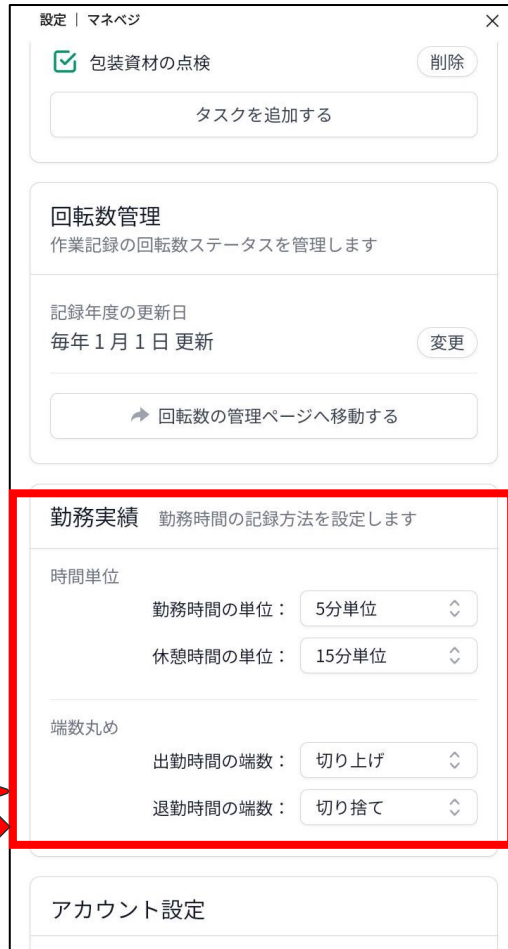 設定 | マネベジ
包装資材の点検 削除
タスクを追加する
回転数管理
作業記録の回転数ステータスを管理します
記録年度の更新日
毎年 1 月 1 日 更新 変更
回転数の管理ページへ移動する
勤務実績 勤務時間の記録方法を設定します
時間単位
勤務時間の単位： 5分単位
休憩時間の単位： 15分単位
端数丸め
出勤時間の端数： 切り上げ
退勤時間の端数： 切り捨て
アカウント設定